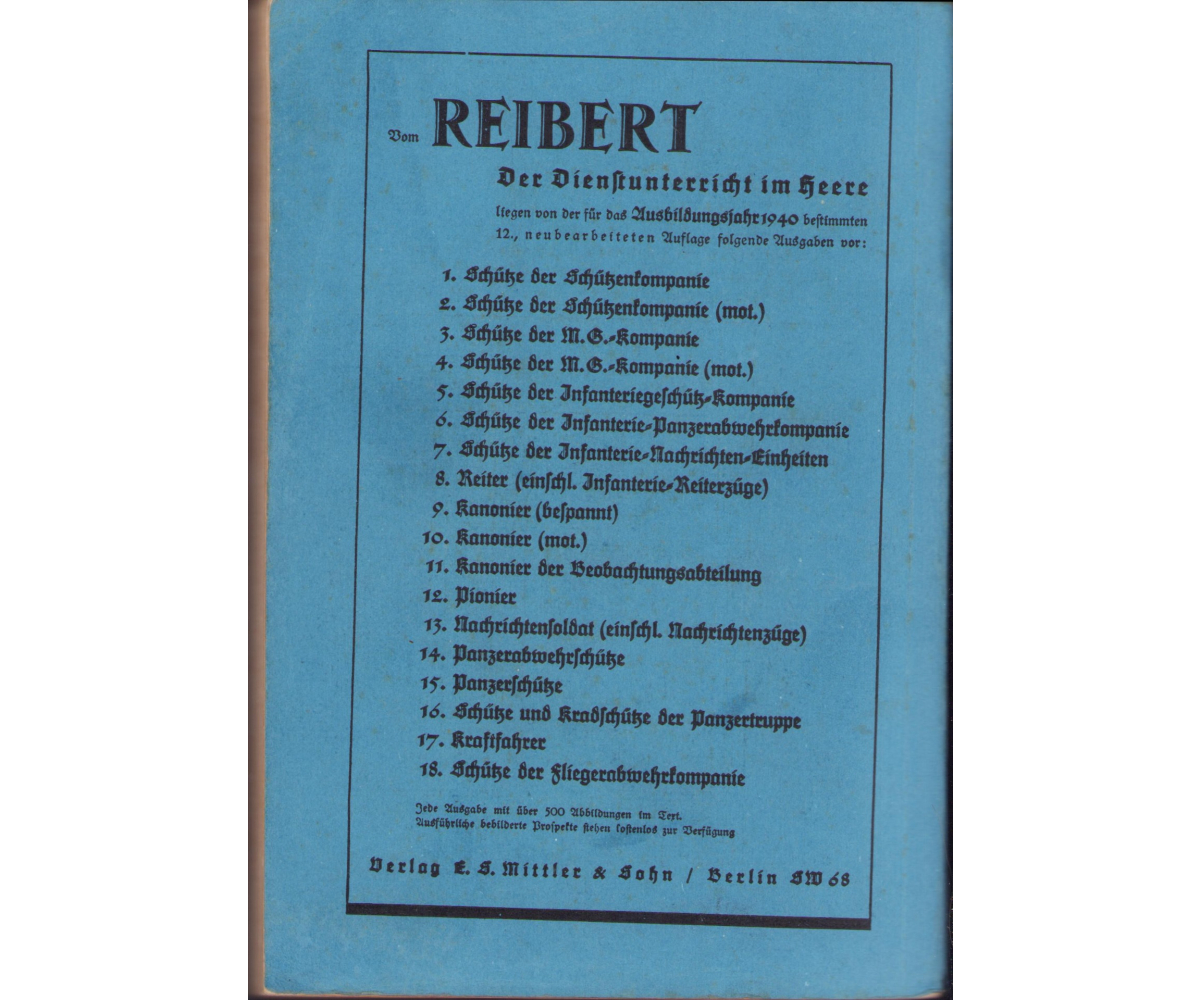 Vom REIBERT
Der Dienstunterricht im Heere
liegen von der für das Ausbildungsjahr 1940 bestimmten
12., neubearbeiteten Auflage folgende Ausgaben vor:
1. Schütze der Schützenkompanie
2. Schütze der Schützenkompanie (mot.)
3. Schütze der M.G.-Kompanie
4. Schütze der M.G.-Kompanie (mot.)
5. Schütze der Infanteriegeschütz-Kompanie
6. Schütze der Infanterie-Panzerabwehrkompanie
7. Schütze der Infanterie-Nachrichten-Einheiten
8. Reiter (einschl. Infanterie-Reiterzüge)
9. Kanonier (bespannt)
10. Kanonier (mot.)
11. Kanonier der Beobachtungsabteilung
12. Pionier
13. Nachrichtensoldat (einschl. Nachrichtenzüge)
14. Panzerabwehrschütze
15. Panzerschütze
16. Schütze und Kradschütze der Panzertruppe
17. Kraftfahrer
18. Schütze der Fliegerabwehrkompanie
Jede Ausgabe mit über 500 Abbildungen im Text.
Ausführliche bebilderte Prospekte stehen kostenlos zur Verfügung
Verlag E. S. Mittler & Sohn / Berlin SW 68